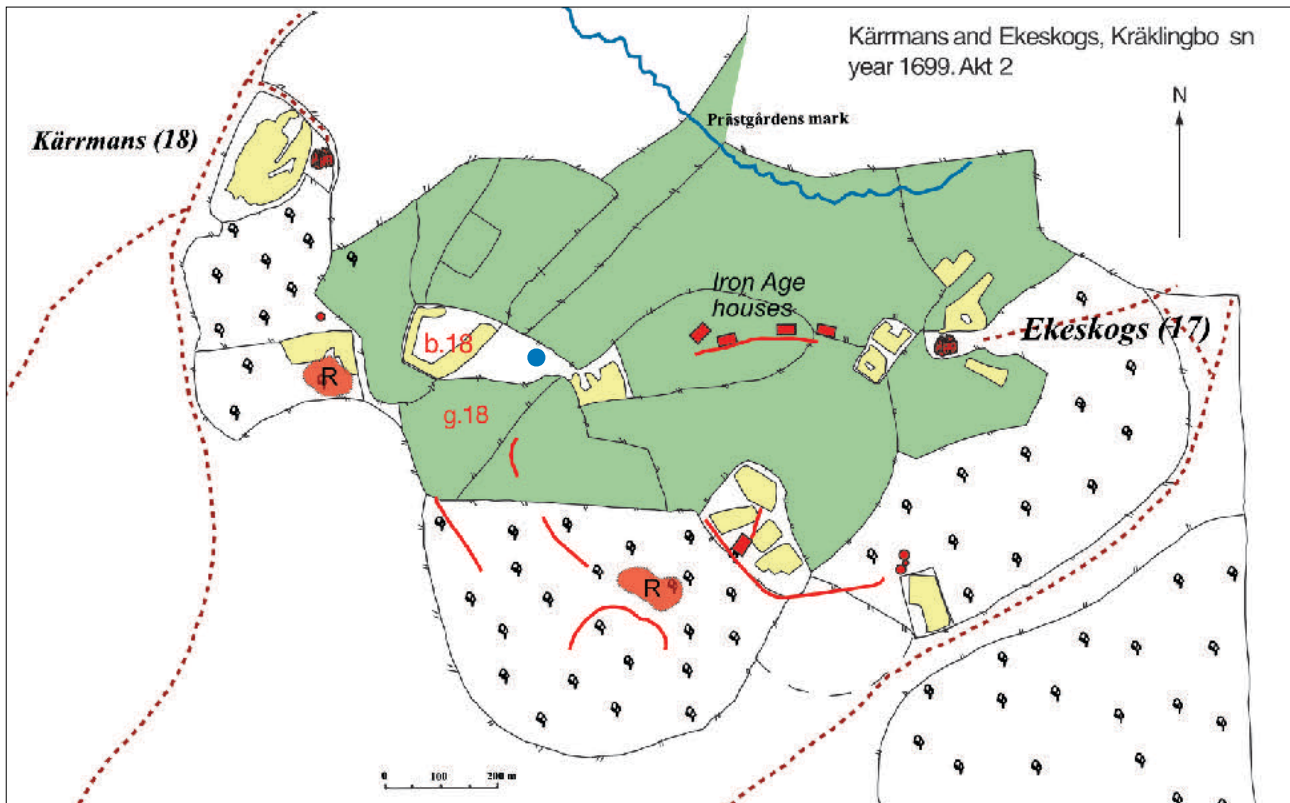 Kärrmans and Ekeskogs, Kräklingbo sn
year 1699. Akt 2
N
Prästgårdens mark
Kärrmans (18)
Iron Age
houses
Ekeskogs (17)
b.18
R
g.18
R
0 100 200 m